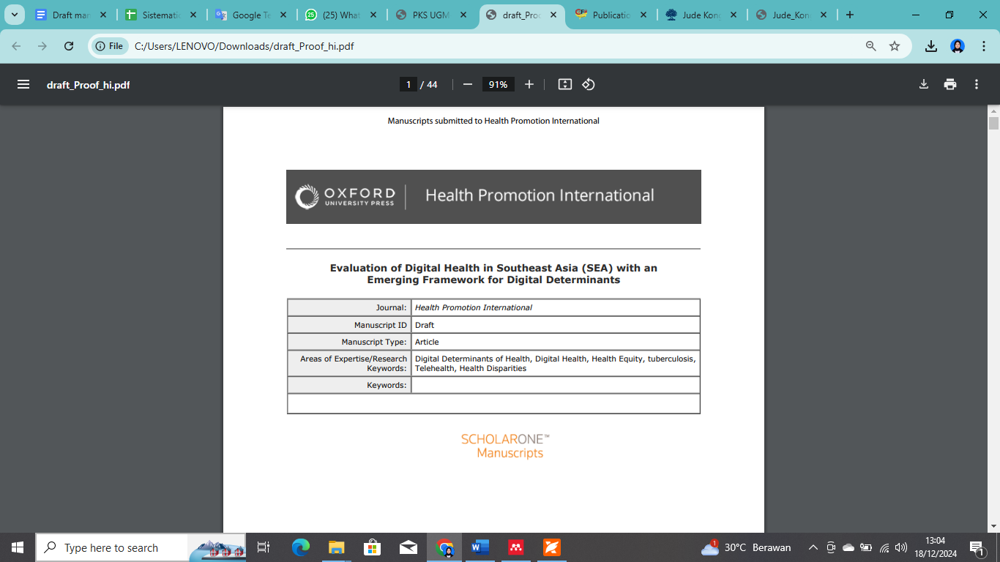 Draft mar
Sistematic
Google Te
(25) What
PKS UGM
draft_Proc
Publicatio
Jude Kong
Jude_Kon
File
C:/Users/LENOVO/Downloads/draft_Proof_hi.pdf
draft_Proof_hi.pdf
1 / 44
91%
Manuscripts submitted to Health Promotion International
OXFORD
UNIVERSITY PRESS
Health Promotion International
Evaluation of Digital Health in Southeast Asia (SEA) with an
Emerging Framework for Digital Determinants
Journal: Health Promotion International
Manuscript ID Draft
Manuscript Type: Article
Areas of Expertise/Research Keywords: Digital Determinants of Health, Digital Health, Health Equity, tuberculosis,
Telehealth, Health Disparities
Keywords:
SCHOLARONE™
Manuscripts
Type here to search
1
30°C Berawan
13:04
18/12/2024
1